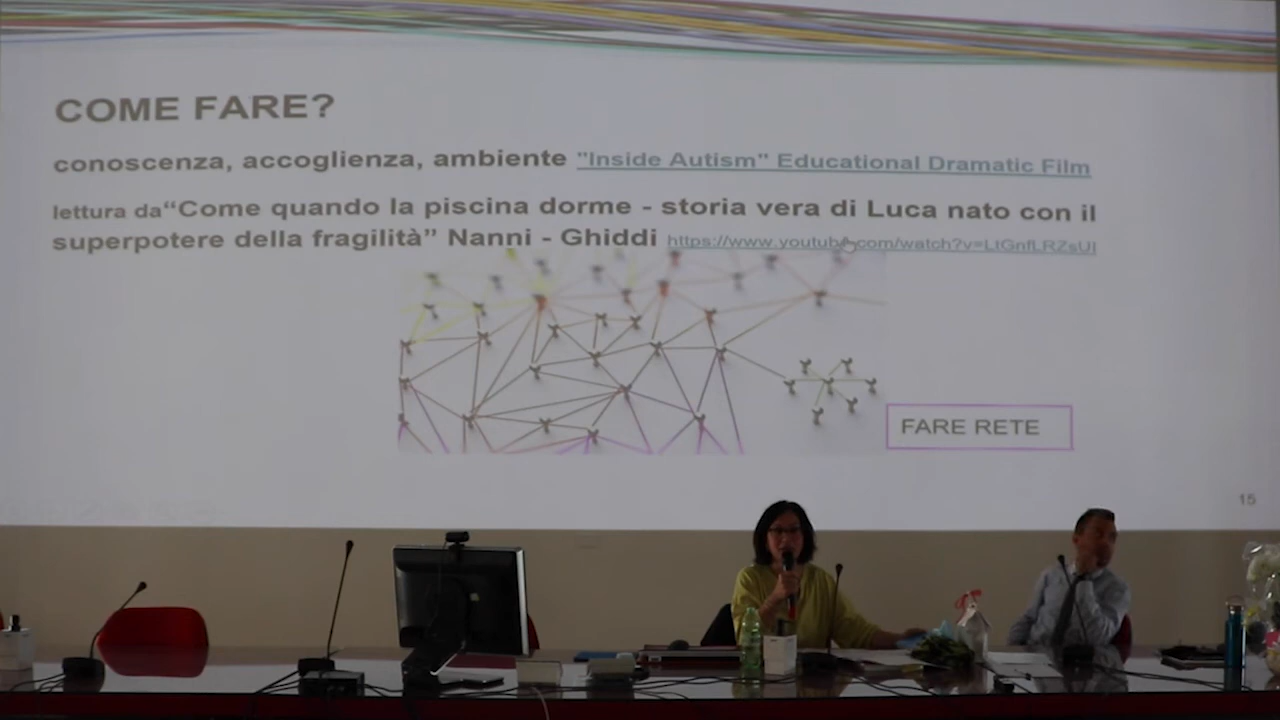 COME FARE?
conoscenza, accoglienza, ambiente "Inside Autism" Educational Dramatic Film
lettura da“Come quando la piscina dorme - storia vera di Luca nato con il
superpotere della fragilità” Nanni - Ghiddi https://www.youtube.com/watch?v=LtGnfLRZsUI
FARE RETE
15